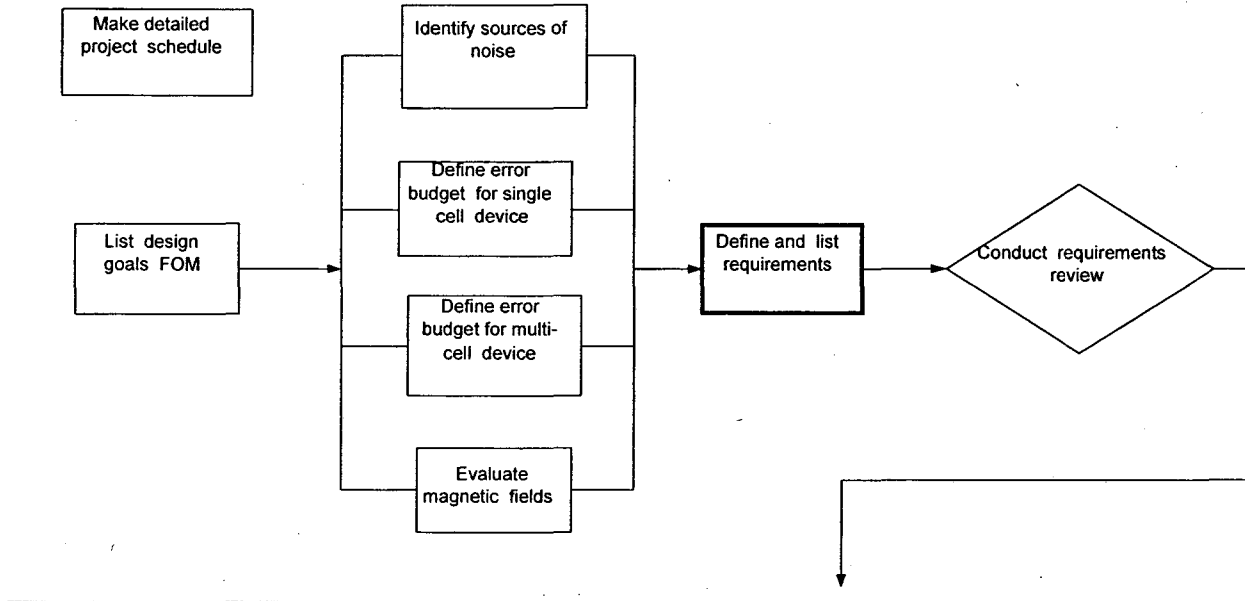 Make detailed
project schedule
Identify sources of
noise
Define error
budget for single
cell device
List design
goals FOM
Define and list
requirements
Conduct requirements
review
Define error
budget for multi-
cell device
Evaluate
magnetic fields